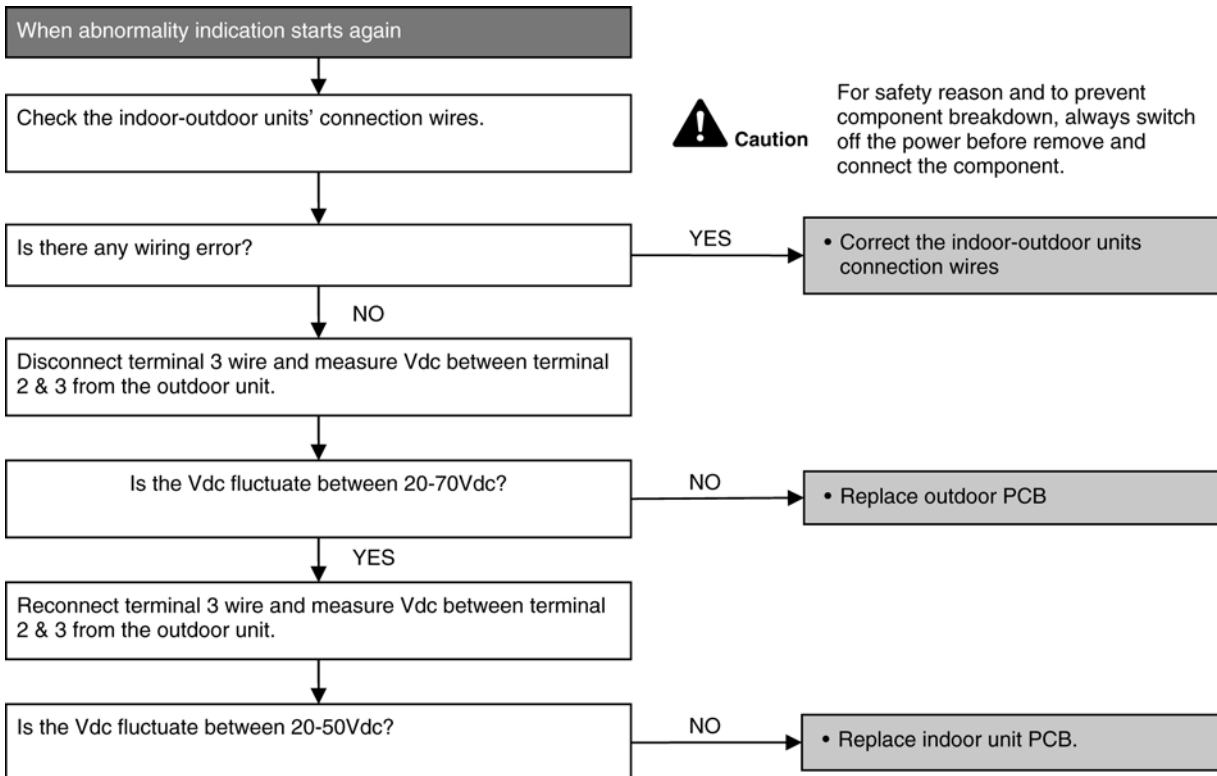 When abnormality indication starts again
Check the indoor-outdoor units' connection wires.
Caution
For safety reason and to prevent
component breakdown, always switch
off the power before remove and
connect the component.
Is there any wiring error?
YES
• Correct the indoor-outdoor units
connection wires
NO
Disconnect terminal 3 wire and measure Vdc between terminal
2 & 3 from the outdoor unit.
Is the Vdc fluctuate between 20-70Vdc?
NO
• Replace outdoor PCB
YES
Reconnect terminal 3 wire and measure Vdc between terminal
2 & 3 from the outdoor unit.
Is the Vdc fluctuate between 20-50Vdc?
NO
• Replace indoor unit PCB.